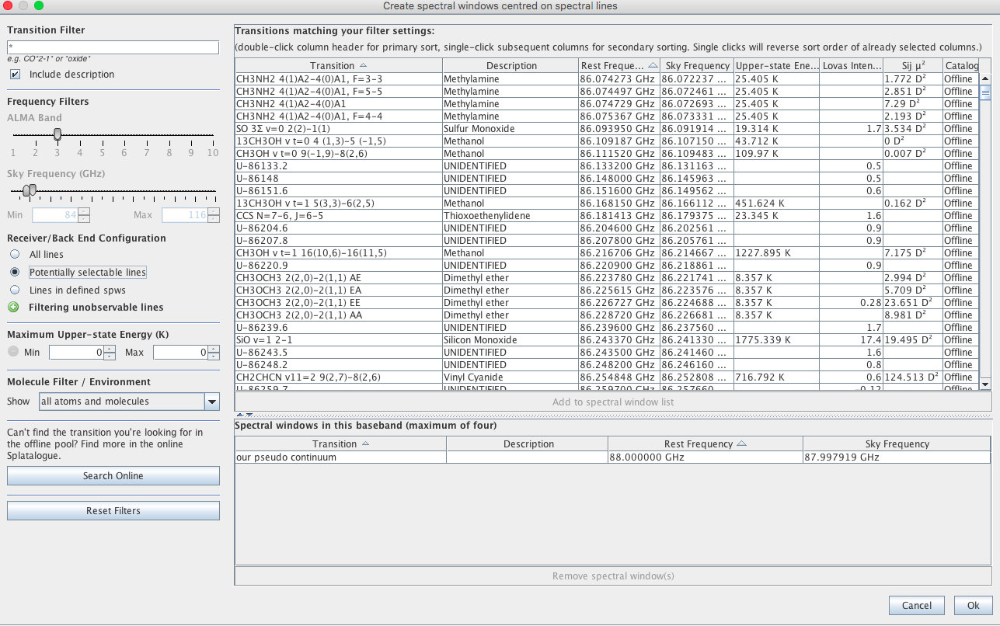 Create spectral windows centred on spectral lines
Transition Filter
*
e.g. CO*2-1* or *oxide*
Include description
Frequency Filters
ALMA Band
1 2 3 4 5 6 7 8 9 10
Sky Frequency (GHz)
Min 84 Max 116
Receiver/Back End Configuration
All lines
Potentially selectable lines
Lines in defined spws
Filtering unobservable lines
Maximum Upper-state Energy (K)
Min 0 Max 0
Molecule Filter / Environment
Show all atoms and molecules
Can't find the transition you're looking for in
the offline pool? Find more in the online
Splatalogue.
Search Online
Reset Filters
Transitions matching your filter settings:
(double-click column header for primary sort, single-click subsequent columns for secondary sorting. Single clicks will reverse sort order of already selected columns.)
Transition Description Rest Freque... Sky Frequency Upper-state Ene... Lovas Inten... Sij μ² Catalog
CH3NH2 4(1)A2-4(0)A1, F=3-3 Methylamine 86.074273 GHz 86.072237 ... 25.405 K 1.772 D² Offline
CH3NH2 4(1)A2-4(0)A1, F=5-5 Methylamine 86.074497 GHz 86.072461 ... 25.405 K 2.851 D² Offline
CH3NH2 4(1)A2-4(0)A1 Methylamine 86.074729 GHz 86.072693 ... 25.405 K 7.29 D² Offline
CH3NH2 4(1)A2-4(0)A1, F=4-4 Methylamine 86.075367 GHz 86.073331 ... 25.405 K 2.193 D² Offline
SO 3Σ v=0 2(2)-1(1) Sulfur Monoxide 86.093950 GHz 86.091914 ... 19.314 K 1.7 3.534 D² Offline
13CH3OH v t=0 4 (1,3)-5 (-1,5) Methanol 86.109187 GHz 86.107150 ... 43.712 K 0 D² Offline
CH3OH v t=0 9(-1,9)-8(2,6) Methanol 86.111520 GHz 86.109483 ... 109.97 K 0.007 D² Offline
U-86133.2 UNIDENTIFIED 86.133200 GHz 86.131163 ... 0.5 Offline
U-86148 UNIDENTIFIED 86.148000 GHz 86.145963 ... 0.5 Offline
U-86151.6 UNIDENTIFIED 86.151600 GHz 86.149562 ... 0.6 Offline
13CH3OH v t=1 5(3,3)-6(2,5) Methanol 86.168150 GHz 86.166112 ... 451.624 K 0.162 D² Offline
CCS N=7-6, J=6-5 Thioxoethenylidene 86.181413 GHz 86.179375 ... 23.345 K 1.6 Offline
U-86204.6 UNIDENTIFIED 86.204600 GHz 86.202561 ... 0.9 Offline
U-86207.8 UNIDENTIFIED 86.207800 GHz 86.205761 ... 0.9 Offline
CH3OH v t=1 16(10,6)-16(11,5) Methanol 86.216706 GHz 86.214667 ... 1227.895 K 7.175 D² Offline
U-86220.9 UNIDENTIFIED 86.220900 GHz 86.218861 ... 0.9 Offline
CH3OCH3 2(2,0)-2(1,1) AE Dimethyl ether 86.223780 GHz 86.221741 ... 8.357 K 2.994 D² Offline
CH3OCH3 2(2,0)-2(1,1) EA Dimethyl ether 86.225615 GHz 86.223576 ... 8.357 K 5.709 D² Offline
CH3OCH3 2(2,0)-2(1,1) EE Dimethyl ether 86.226727 GHz 86.224688 ... 8.357 K 0.28 23.651 D² Offline
CH3OCH3 2(2,0)-2(1,1) AA Dimethyl ether 86.228720 GHz 86.226681 ... 8.357 K 8.981 D² Offline
U-86239.6 UNIDENTIFIED 86.239600 GHz 86.237560 ... 1.7 Offline
SiO v=1 2-1 Silicon Monoxide 86.243370 GHz 86.241330 ... 1775.339 K 17.4 19.495 D² Offline
U-86243.5 UNIDENTIFIED 86.243500 GHz 86.241460 ... 1.6 Offline
U-86248.2 UNIDENTIFIED 86.248200 GHz 86.246160 ... 0.8 Offline
CH2CHCN v11=2 9(2,7)-8(2,6) Vinyl Cyanide 86.254848 GHz 86.252808 ... 716.792 K 0.6 124.513 D² Offline
U-86259.7 UNIDENTIFIED 86.259700 GHz 86.257660 ... -0.12 Offline
Add to spectral window list
Spectral windows in this baseband (maximum of four)
Transition Description Rest Frequency Sky Frequency
our pseudo continuum 88.000000 GHz 87.997919 GHz
Remove spectral window(s)
Cancel Ok